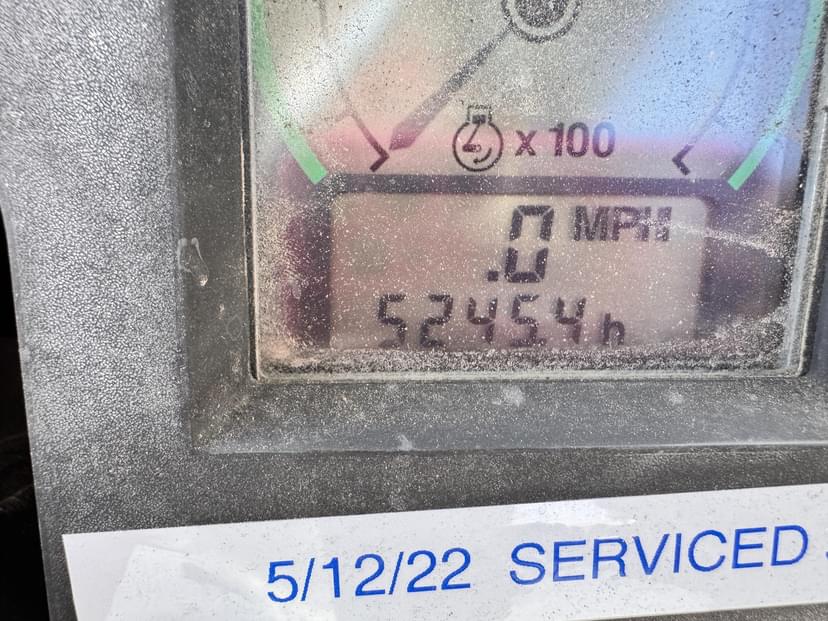 x 100
.0 MPH
52454 h
5/12/22 SERVICED